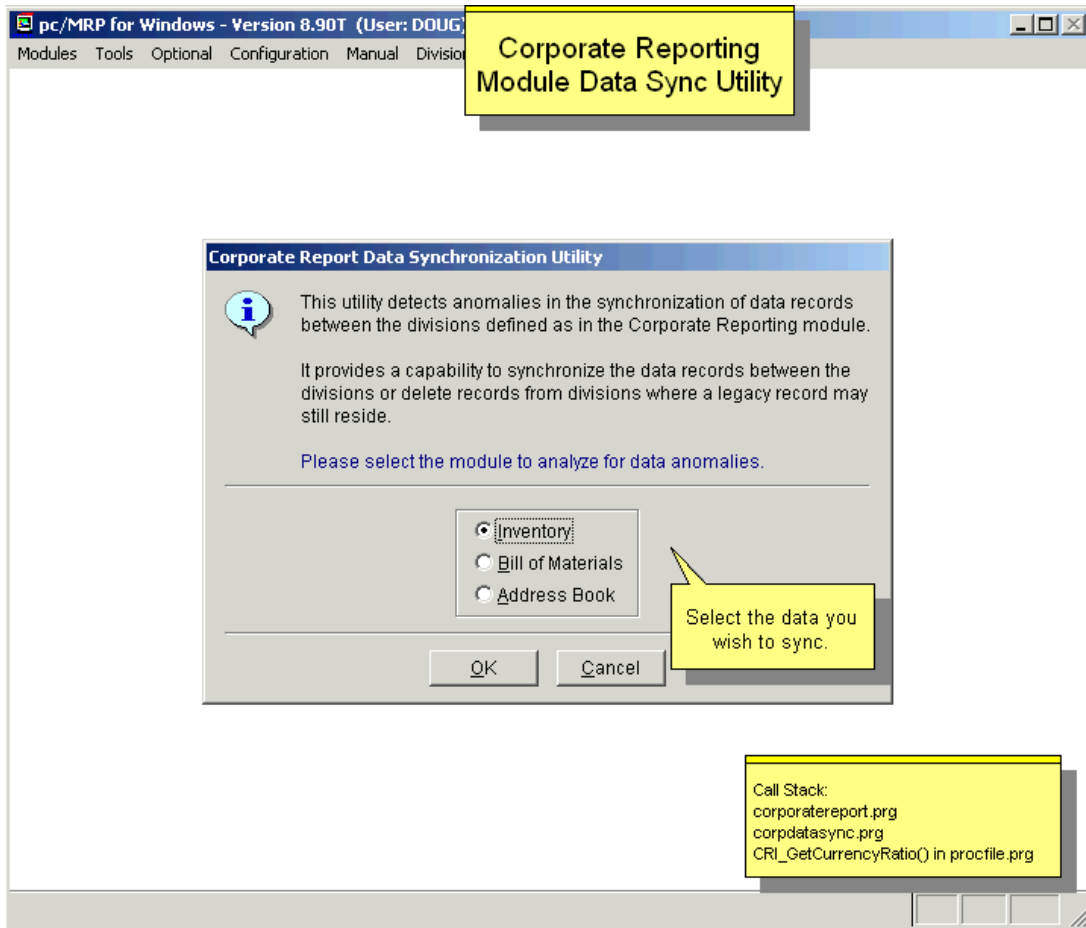 pc/MRP for Windows - Version 8.90T (User: DOUG)
Modules Tools Optional Configuration Manual Division
Corporate Reporting
Module Data Sync Utility
Corporate Report Data Synchronization Utility
This utility detects anomalies in the synchronization of data records
between the divisions defined as in the Corporate Reporting module.
It provides a capability to synchronize the data records between the
divisions or delete records from divisions where a legacy record may
still reside.
Please select the module to analyze for data anomalies.
Inventory
Bill of Materials
Address Book
Select the data you
wish to sync.
OK Cancel
Call Stack:
corporatereport.prg
corpdatasync.prg
CRI_GetCurrencyRatio() in procfile.prg